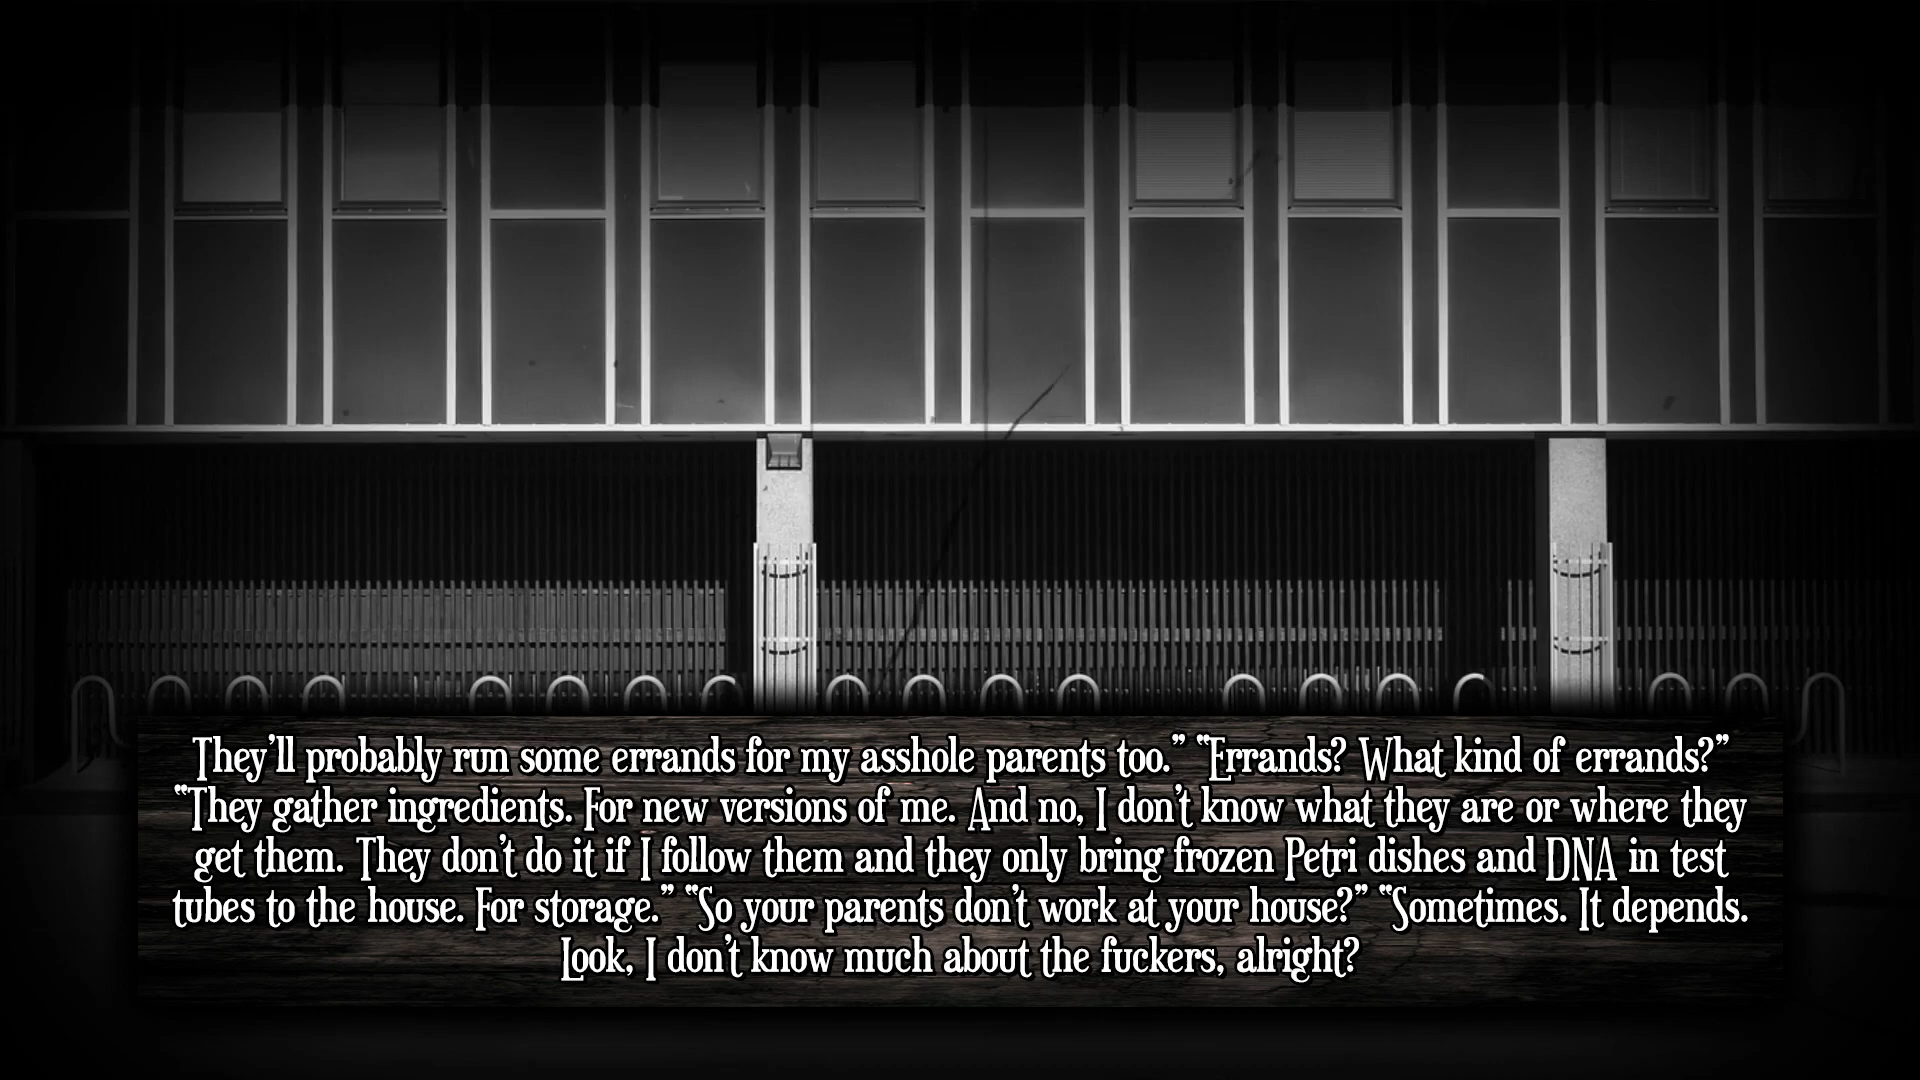 They’ll probably run some errands for my asshole parents too.” “Errands? What kind of errands?”
“They gather ingredients. For new versions of me. And no, I don’t know what they are or where they
get them. They don’t do it if I follow them and they only bring frozen Petri dishes and DNA in test
tubes to the house. For storage.” “So your parents don’t work at your house?” “Sometimes. It depends.
Look, I don’t know much about the fuckers, alright?